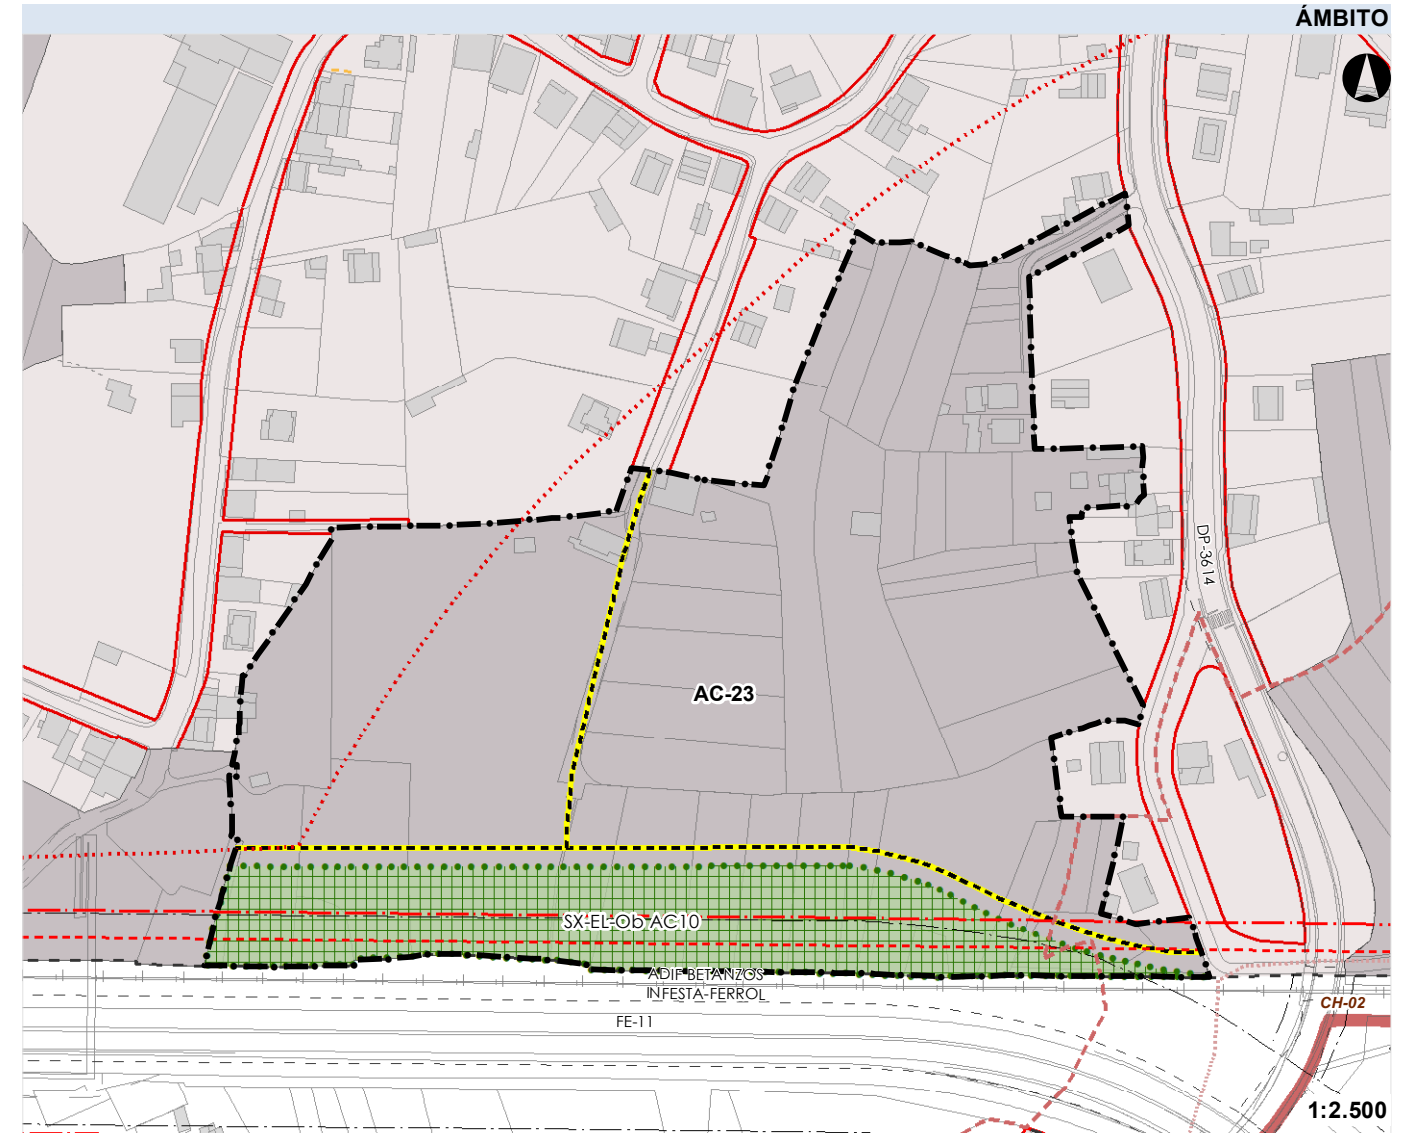 ÁMBITO
DP-3614
AC-23
SX-EL-Ob AC10
ADIF BETANZOS
INFESTA-FERROL
FE-11
CH-02
1:2.500